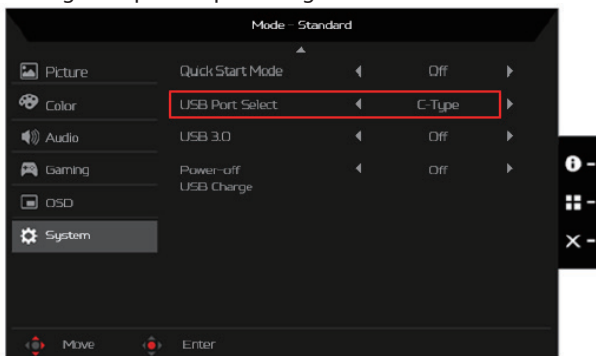 Mode - Standard
Picture
Quick Start Mode Off
Color
USB Port Select C-Type
Audio
USB 3.0 Off
Gaming
Power-off Off
USB Charge
OSD
System
Move Enter